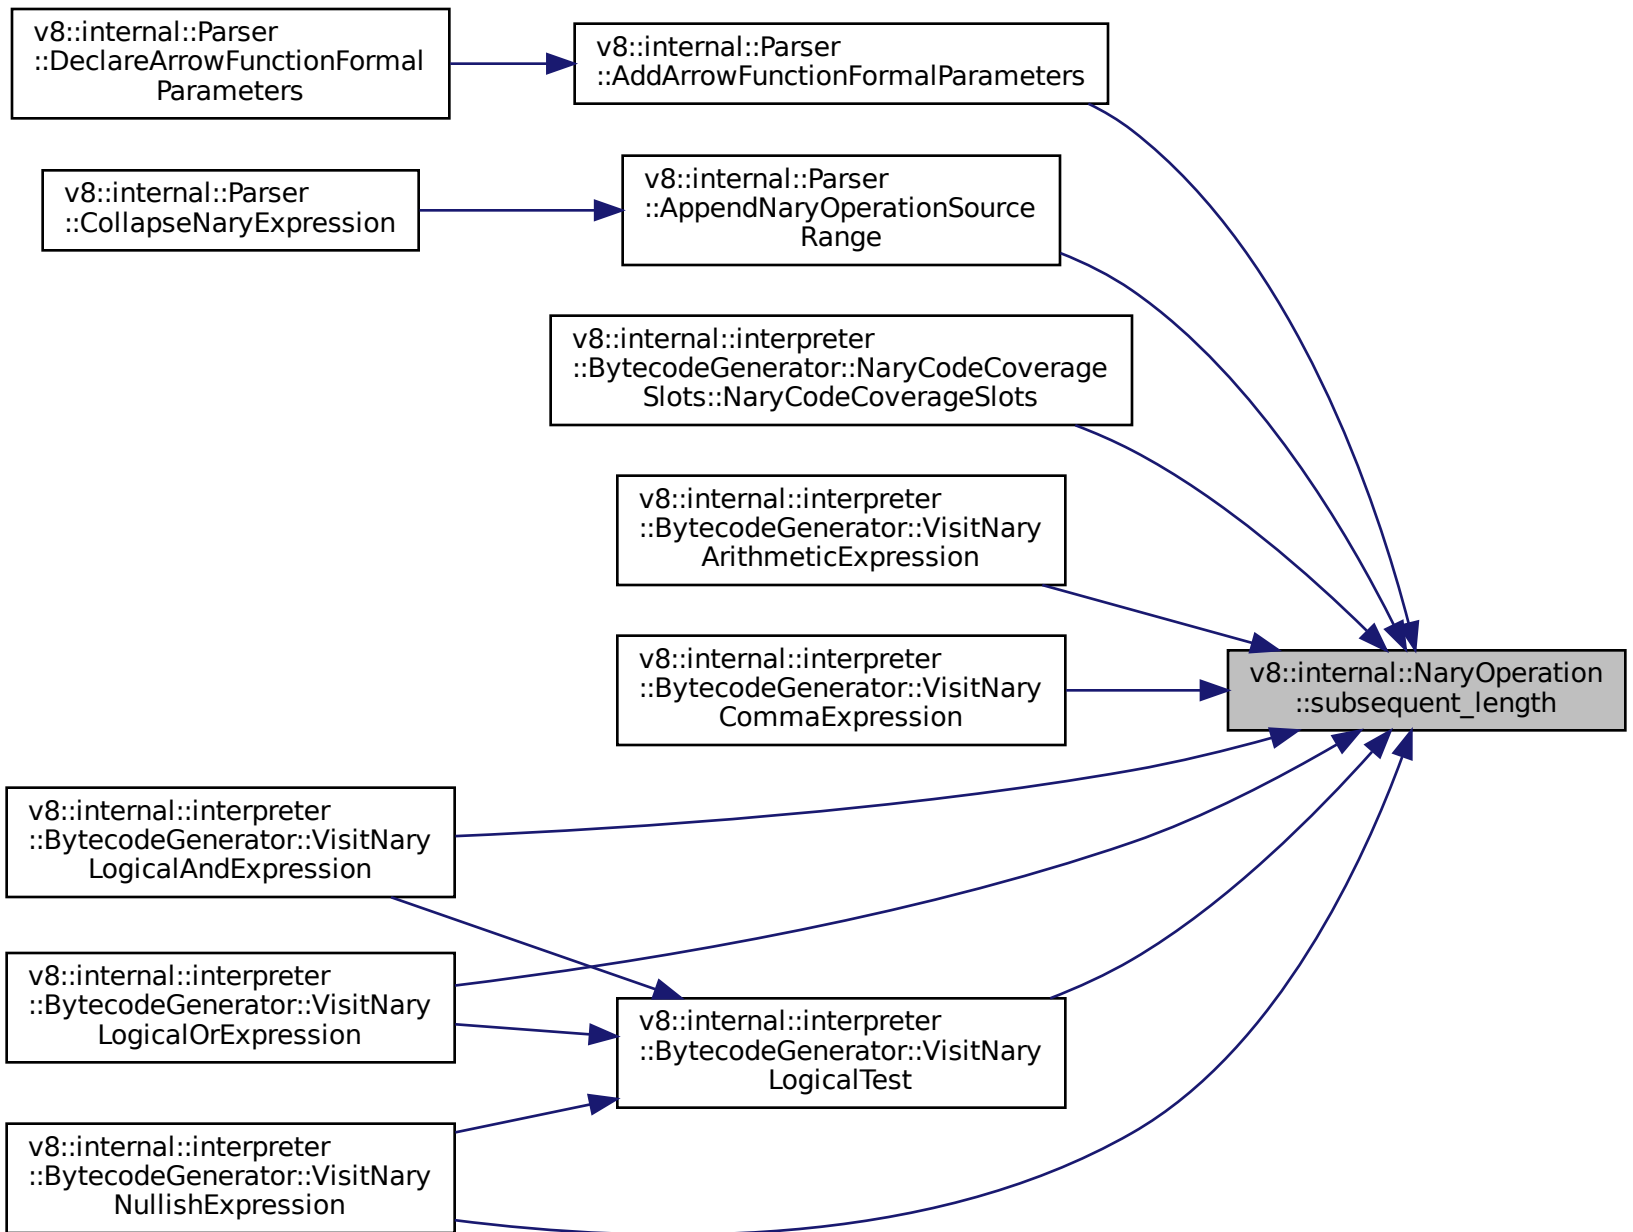 v8::internal::Parser
::DeclareArrowFunctionFormal
Parameters
v8::internal::Parser
::AddArrowFunctionFormalParameters
v8::internal::Parser
::CollapseNaryExpression
v8::internal::Parser
::AppendNaryOperationSource
Range
v8::internal::interpreter
::BytecodeGenerator::NaryCodeCoverage
Slots::NaryCodeCoverageSlots
v8::internal::interpreter
::BytecodeGenerator::VisitNary
ArithmeticExpression
v8::internal::interpreter
::BytecodeGenerator::VisitNary
CommaExpression
v8::internal::NaryOperation
::subsequent_length
v8::internal::interpreter
::BytecodeGenerator::VisitNary
LogicalAndExpression
v8::internal::interpreter
::BytecodeGenerator::VisitNary
LogicalOrExpression
v8::internal::interpreter
::BytecodeGenerator::VisitNary
LogicalTest
v8::internal::interpreter
::BytecodeGenerator::VisitNary
NullishExpression